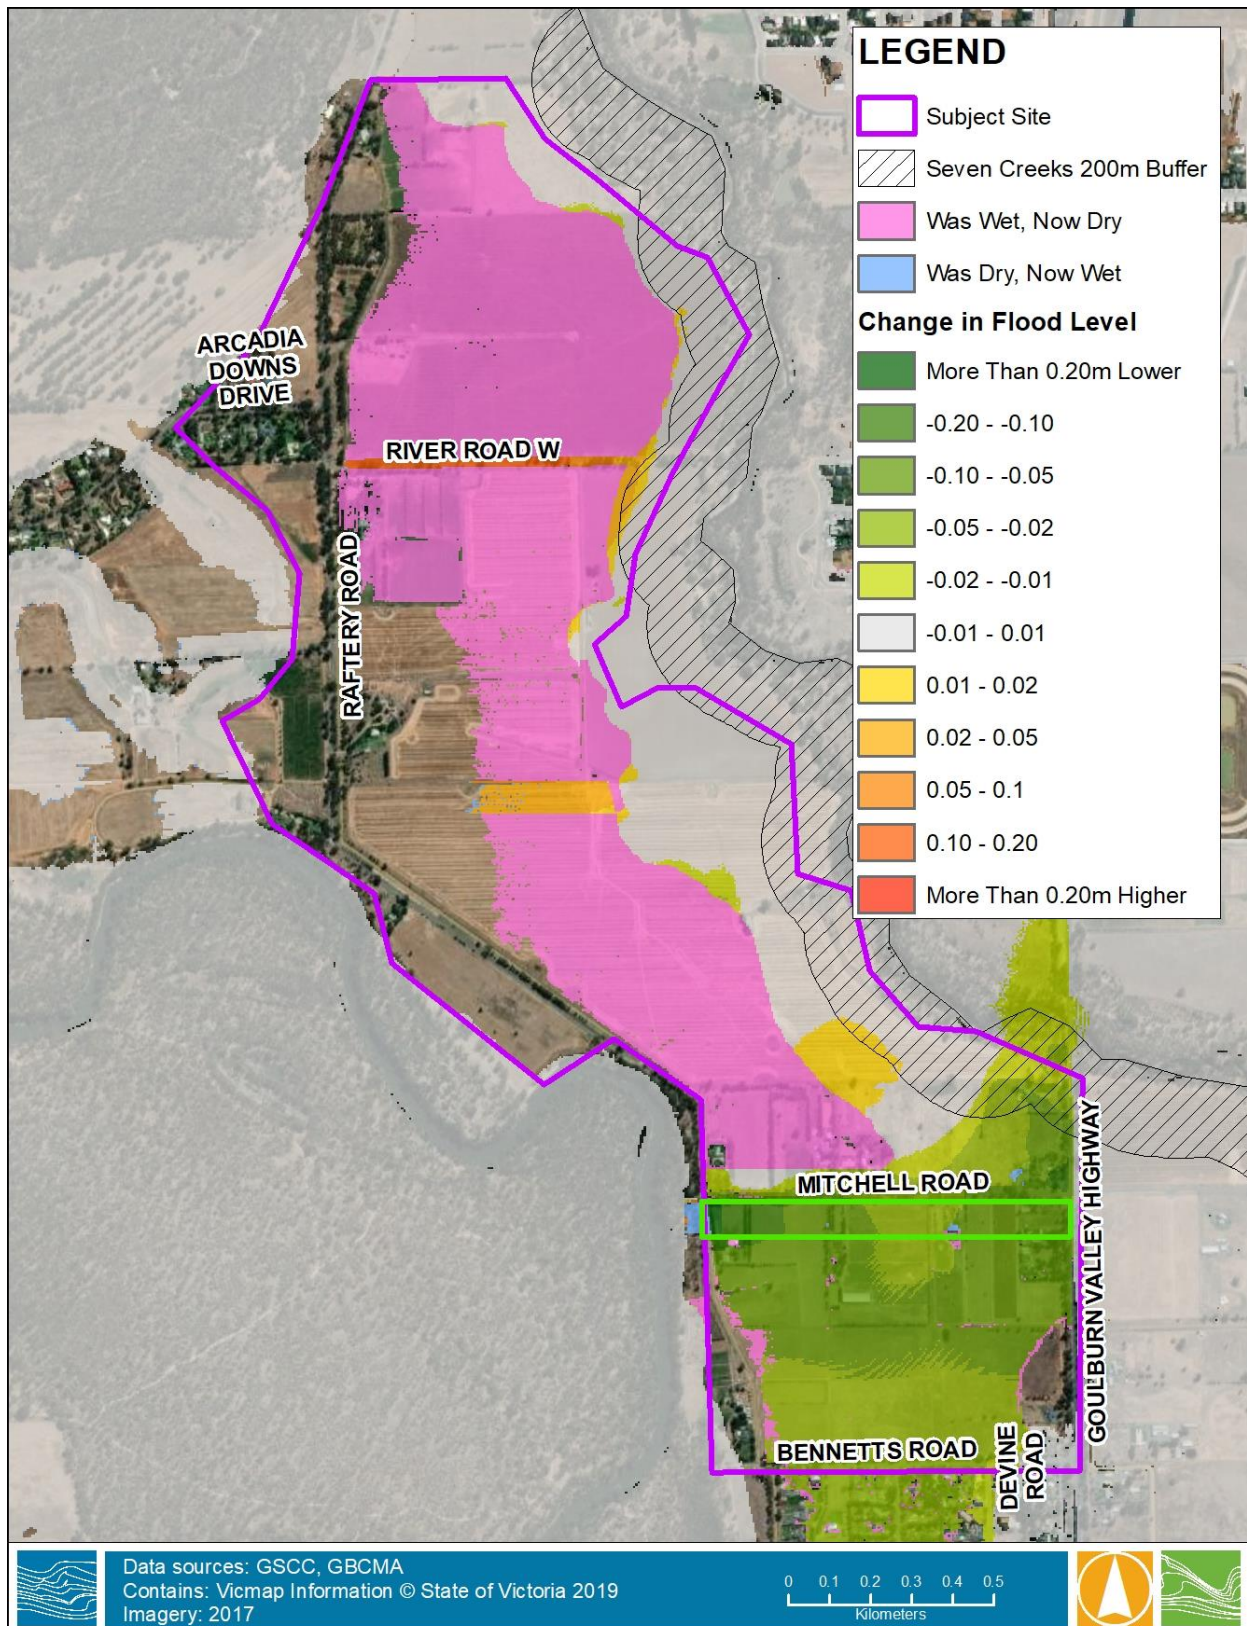 LEGEND
Subject Site
Seven Creeks 200m Buffer
Was Wet, Now Dry
Was Dry, Now Wet
Change in Flood Level
More Than 0.20m Lower
-0.20 - -0.10
-0.10 - -0.05
-0.05 - -0.02
-0.02 - -0.01
-0.01 - 0.01
0.01 - 0.02
0.02 - 0.05
0.05 - 0.1
0.10 - 0.20
More Than 0.20m Higher
ARCADIA
DOWNS
DRIVE
RIVER ROAD W
RAFTERY ROAD
MITCHELL ROAD
GOULBURN VALLEY HIGHWAY
BENNETTS ROAD
DEVINE
ROAD
Data sources: GSCC, GBCMA
Contains: Vicmap Information © State of Victoria 2019
Imagery: 2017
0 0.1 0.2 0.3 0.4 0.5
Kilometers